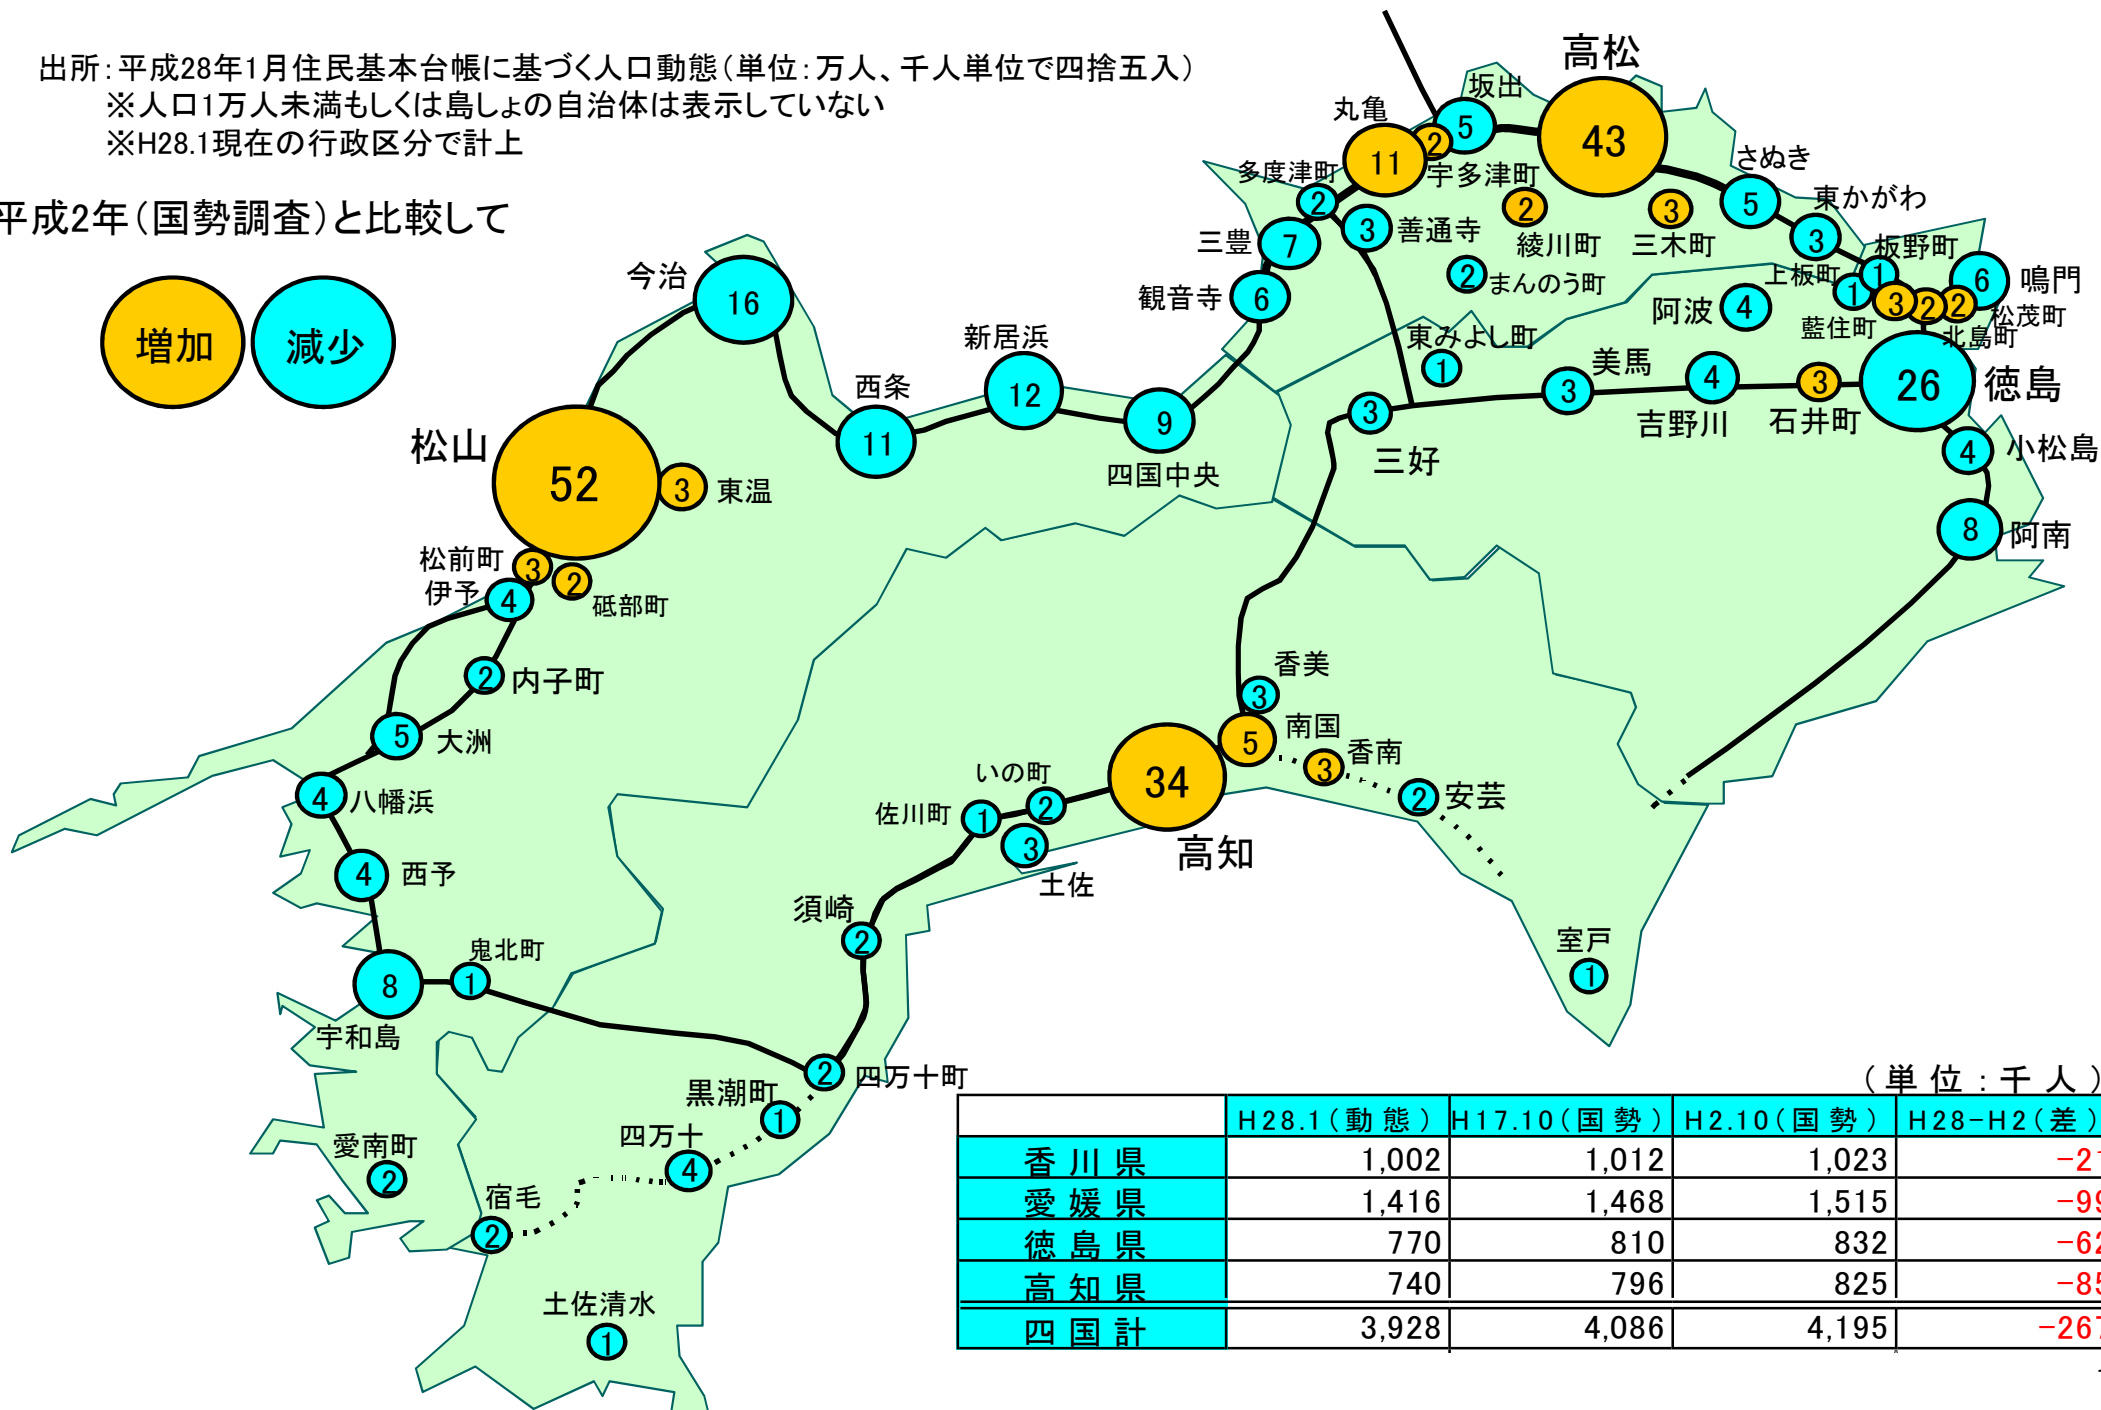 出所：平成28年1月住民基本台帳に基づく人口動態（単位：万人、千人単位で四捨五入）
※人口1万人未満もしくは島しょの自治体は表示していない
※H28.1現在の行政区分で計上
平成2年（国勢調査）と比較して
増加
減少
高松
43
坂出
5
丸亀
11
2
宇多津町
多度津町
2
さぬき
5
東かがわ
3
綾川町
2
三木町
3
善通寺
3
三豊
7
まんのう町
2
観音寺
6
板野町
1
上板町
1
鳴門
6
松茂町
2
北島町
2
藍住町
3
阿波
4
東みよし町
1
美馬
3
吉野川
4
石井町
3
徳島
26
三好
3
小松島
4
阿南
8
今治
16
新居浜
12
西条
11
四国中央
9
松山
52
東温
3
松前町
3
伊予
4
砥部町
2
内子町
2
大洲
5
八幡浜
4
西予
4
宇和島
8
鬼北町
1
愛南町
2
香美
3
南国
5
香南
3
安芸
2
室戸
1
高知
34
いの町
2
佐川町
1
土佐
3
須崎
2
四万十町
2
黒潮町
1
四万十
4
宿毛
2
土佐清水
1
（単位：千人）
H28.1（動態） H17.10（国勢） H2.10（国勢） H28-H2（差）
香川県 1,002 1,012 1,023
愛媛県 1,416 1,468 1,515 -99
徳島県 770 810 832 -62
高知県 740 796 825 -85
四国計 3,928 4,086 4,195 -267